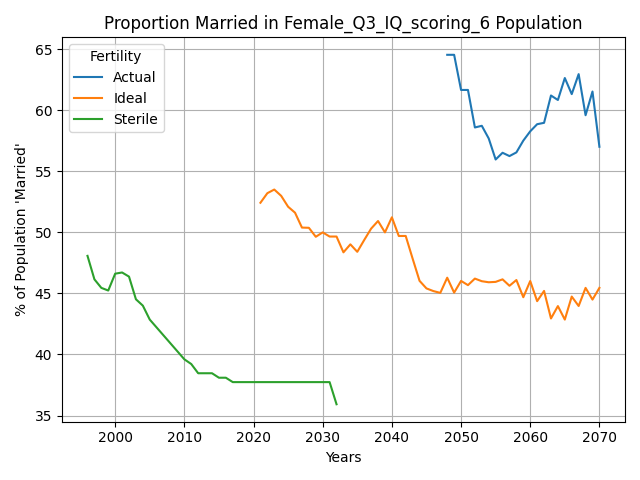 Proportion Married in Female_Q3_IQ_scoring_6 Population
Fertility
Actual
Ideal
Sterile
% of Population 'Married'
65
60
55
50
45
40
35
2000
2010
2020
2030
2040
2050
2060
2070
Years